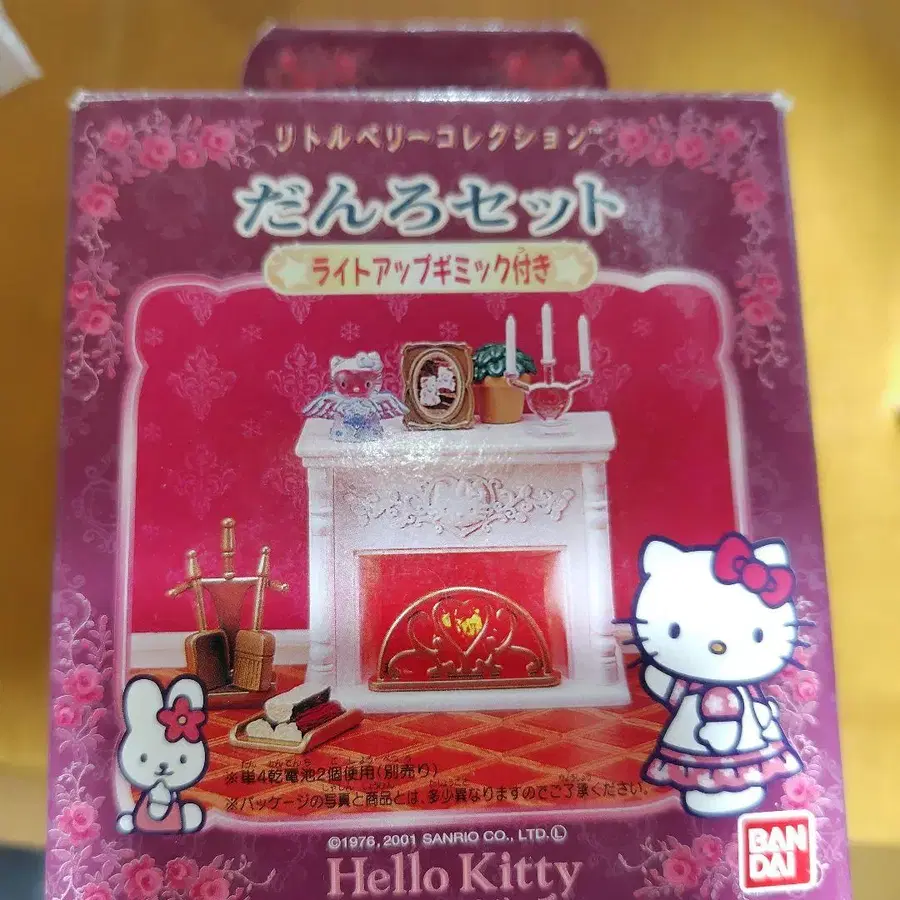 リトルベリーコレクション™
だんろセット
ライトアップギミック付き
※単4乾電池2個使用(別売り)
※パッケージの写真と商品とは、多少異なりますのでご了承ください。
©1976, 2001 SANRIO CO., LTD.Ⓛ
Hello Kitty
BAN
DAI